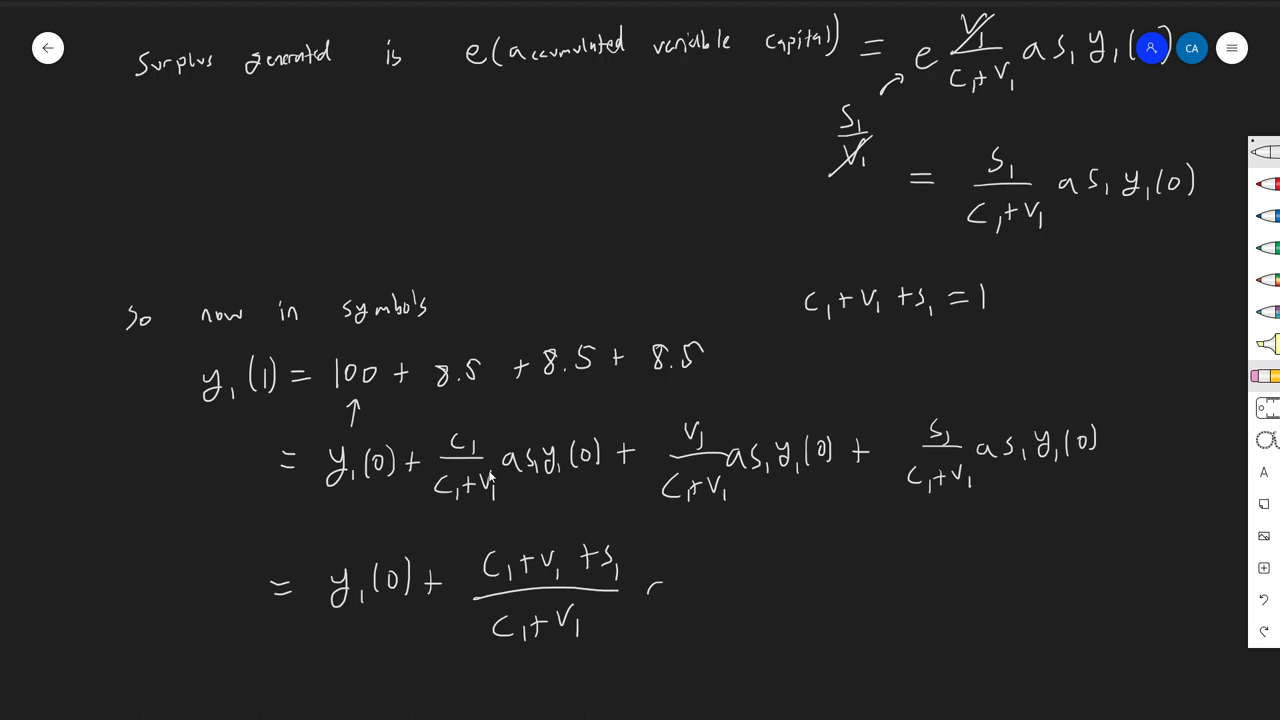 Surplus generated is e(accumulated variable capital) = e V₁/(C₁+V₁) a s₁ y₁(
S₁/V₁
= S₁/(C₁+V₁) a s₁ y₁(0)
So now in symbols
C₁+V₁+s₁ = 1
y₁(1) = 100 + 8.5 + 8.5 + 8.5
↑
= y₁(0) + C₁/(C₁+V₁) a s₁ y₁(0) + V₁/(C₁+V₁) a s₁ y₁(0) + S₁/(C₁+V₁) a s₁ y₁(0)
= y₁(0) + (C₁+V₁+s₁)/(C₁+V₁)
CA
A